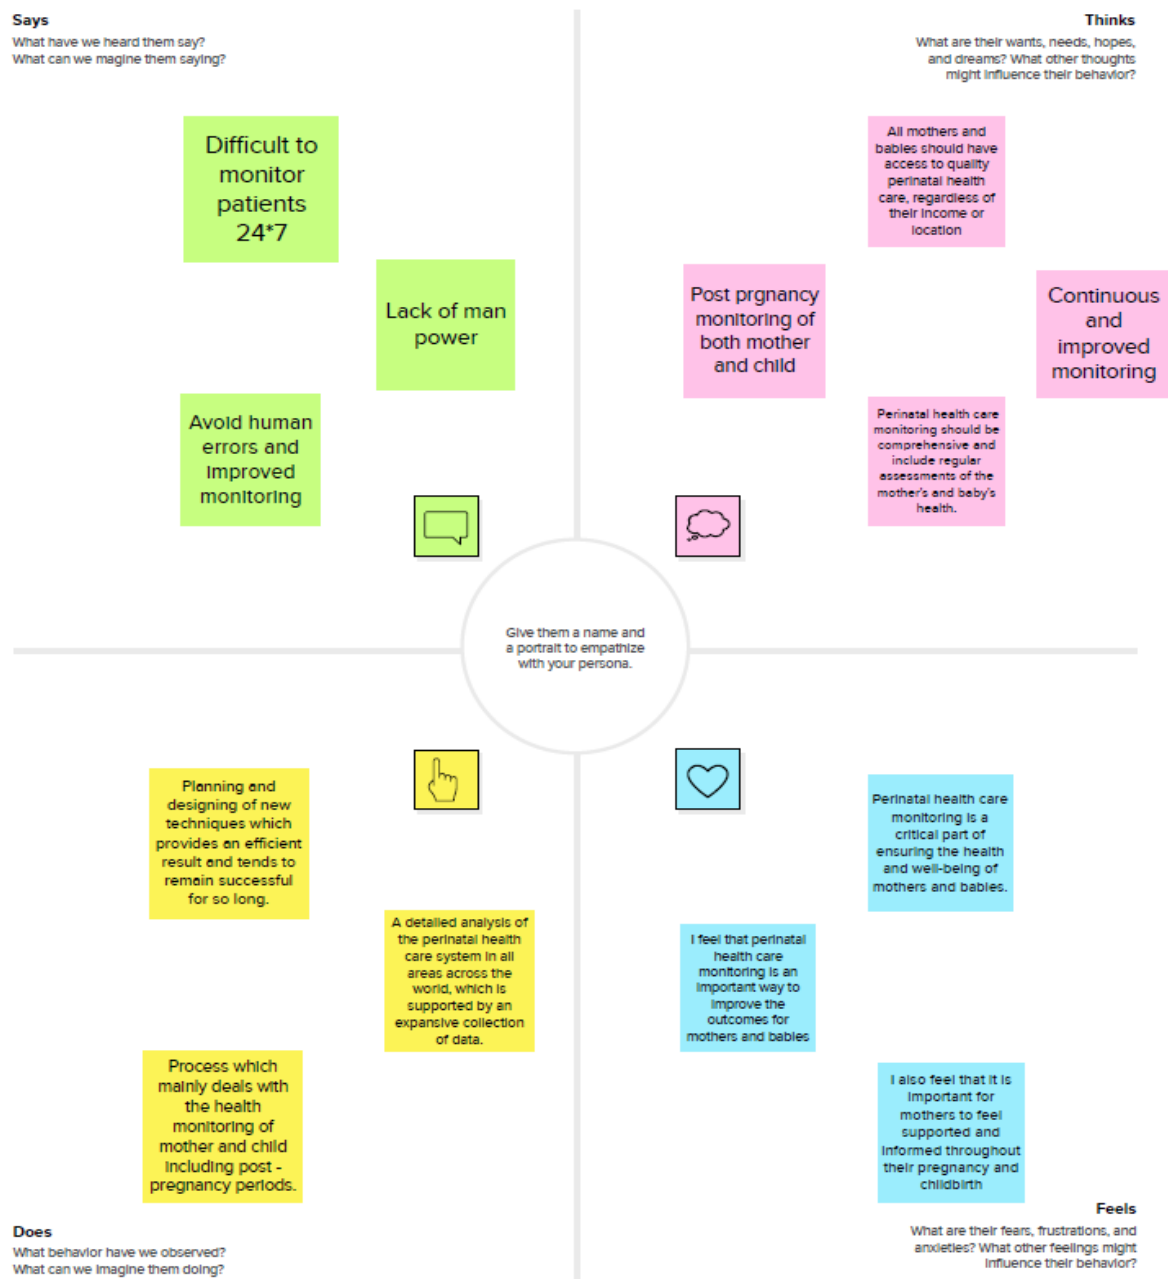 Says
What have we heard them say?
What can we magine them saying?
Thinks
What are their wants, needs, hopes,
and dreams? What other thoughts
might influence their behavior?
Difficult to
monitor
patients
24*7
Lack of man
power
Avoid human
errors and
improved
monitoring
All mothers and
babies should have
access to quality
perinatal health
care, regardless of
their income or
location
Post prgnancy
monitoring of
both mother
and child
Continuous
and
improved
monitoring
Perinatal health care
monitoring should be
comprehensive and
include regular
assessments of the
mother's and baby's
health.
Give them a name and
a portrait to empathize
with your persona.
Planning and
designing of new
techniques which
provides an efficient
result and tends to
remain successful
for so long.
A detailed analysis of
the perinatal health
care system in all
areas across the
world, which is
supported by an
expansive collection
of data.
Process which
mainly deals with
the health
monitoring of
mother and child
including post -
pregnancy periods.
Perinatal health care
monitoring is a
critical part of
ensuring the health
and well-being of
mothers and babies.
I feel that perinatal
health care
monitoring is an
important way to
improve the
outcomes for
mothers and babies
I also feel that it is
important for
mothers to feel
supported and
informed throughout
their pregnancy and
childbirth
Does
What behavior have we observed?
What can we imagine them doing?
Feels
What are their fears, frustrations, and
anxieties? What other feelings might
influence their behavior?